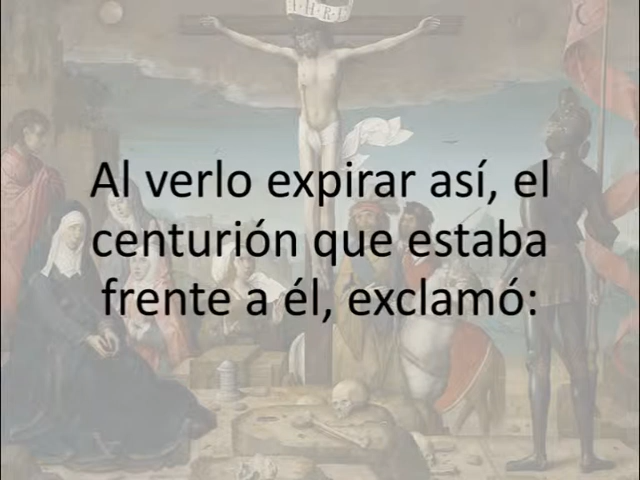 I·H·R·E
Al verlo expirar así, el
centurión que estaba
frente a él, exclamó: